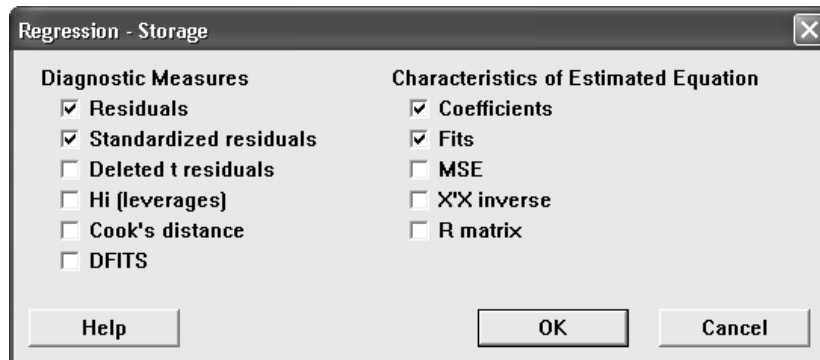 Regression - Storage
Diagnostic Measures
Residuals
Standardized residuals
Deleted t residuals
Hi (leverages)
Cook's distance
DFITS
Characteristics of Estimated Equation
Coefficients
Fits
MSE
X'X inverse
R matrix
Help
OK
Cancel